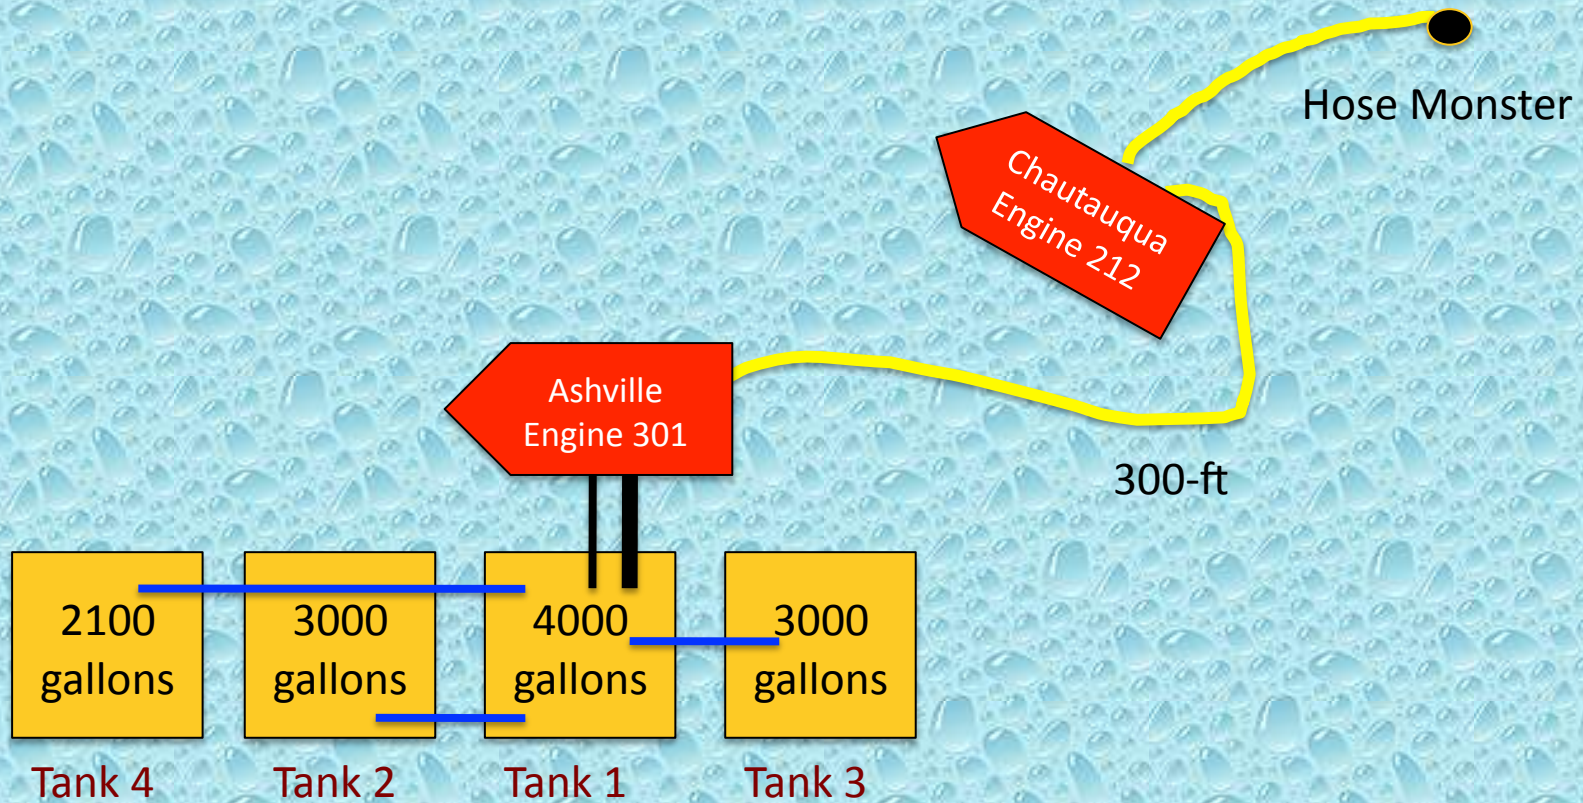 Hose Monster
Chautauqua
Engine 212
Ashville
Engine 301
300-ft
2100
gallons
3000
gallons
4000
gallons
3000
gallons
Tank 4
Tank 2
Tank 1
Tank 3